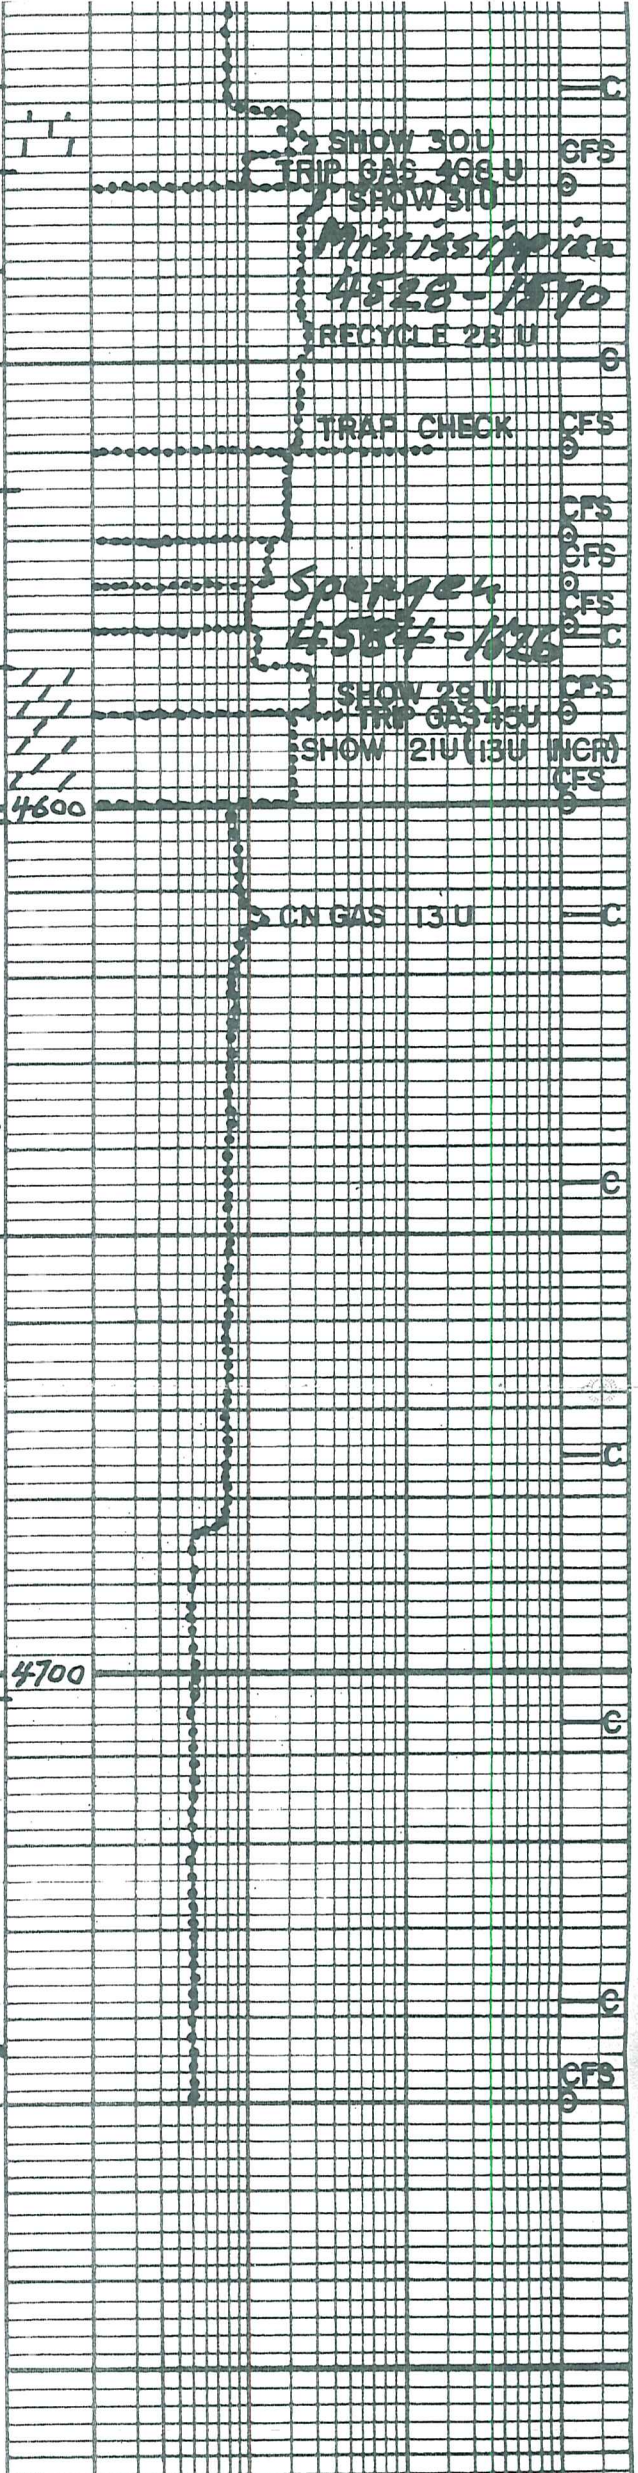 C
SHOW 30 U
CFS
TRIP GAS 408 U
SHOW 31 U
Mississippian
4528 -1570
RECYCLE 28 U
C
TRAP CHECK CFS
CFS
CFS
Spergen
CFS
4584 -1626 C
SHOW 29 U CFS
TRIP GAS 45U
SHOW 21U (13U INCR)
CFS
4600
CN GAS 13 U C
C
C
4700
C
C
CFS